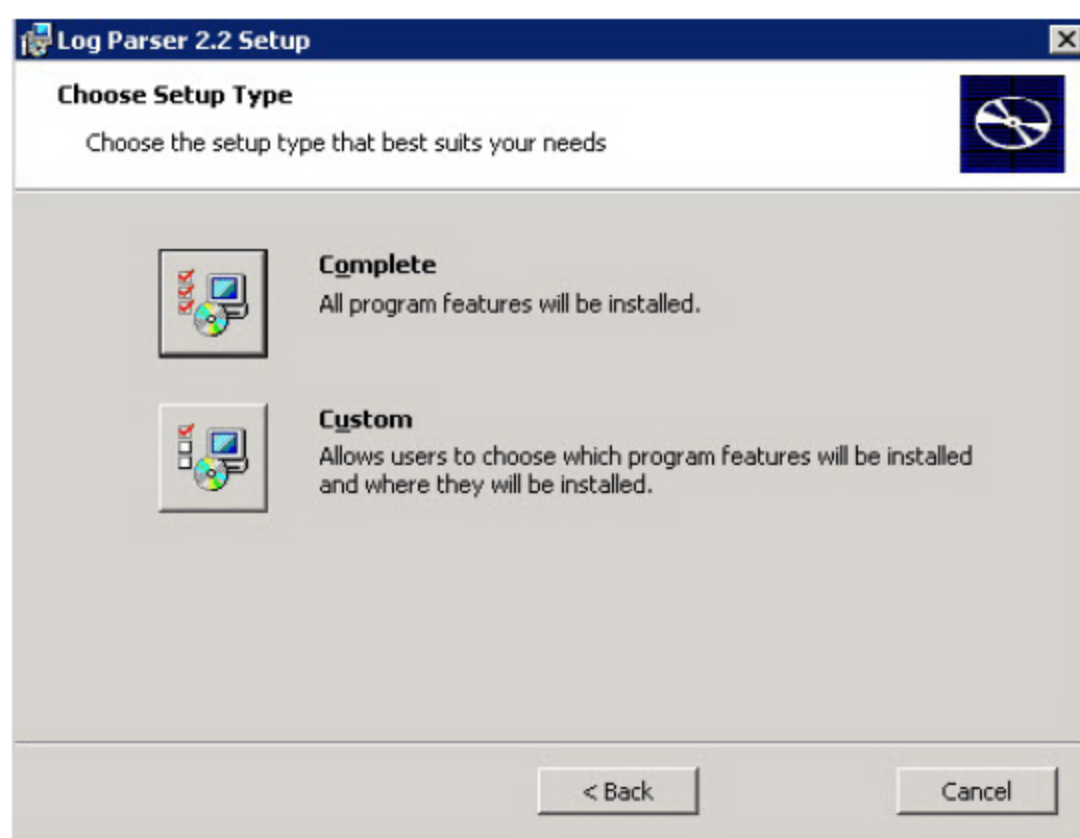 Log Parser 2.2 Setup
Choose Setup Type
Choose the setup type that best suits your needs
Complete
All program features will be installed.
Custom
Allows users to choose which program features will be installed
and where they will be installed.
< Back
Cancel